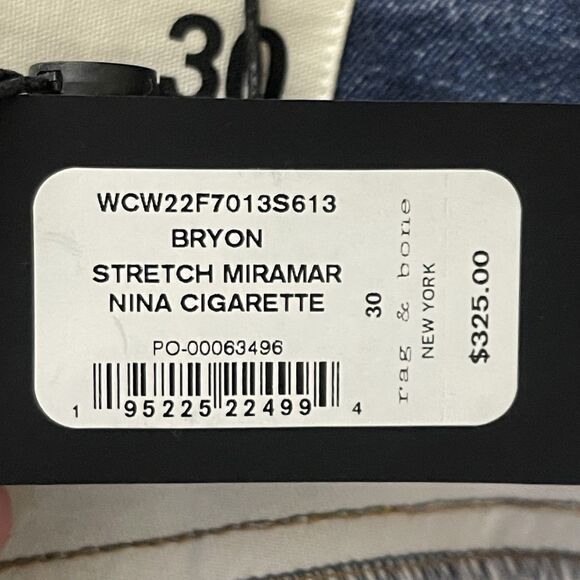 30
WCW22F7013S613
BRYON
STRETCH MIRAMAR
NINA CIGARETTE
PO-00063496
1 95225 22499 4
30
rag & bone
NEW YORK
$325.00